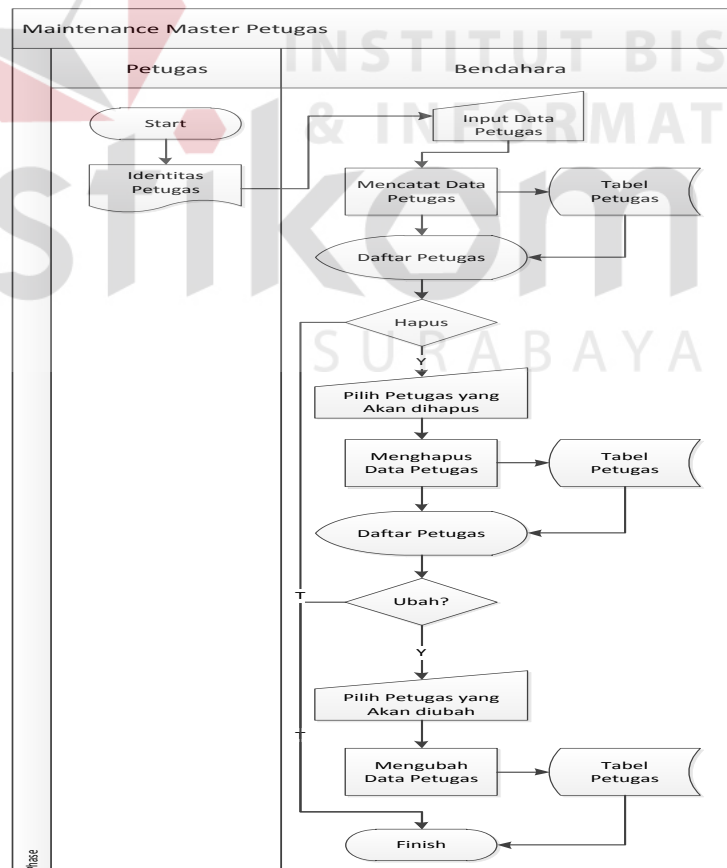 Maintenance Master Petugas
INSTITUT BIS
& INFORMAT
stikom
SURABAYA
Petugas
Bendahara
Start
Input Data
Petugas
Identitas
Petugas
Mencatat Data
Petugas
Tabel
Petugas
Daftar Petugas
Hapus
Y
Pilih Petugas yang
Akan dihapus
Menghapus
Data Petugas
Tabel
Petugas
Daftar Petugas
T
Ubah?
Y
Pilih Petugas yang
Akan diubah
T
Mengubah
Data Petugas
Tabel
Petugas
Finish